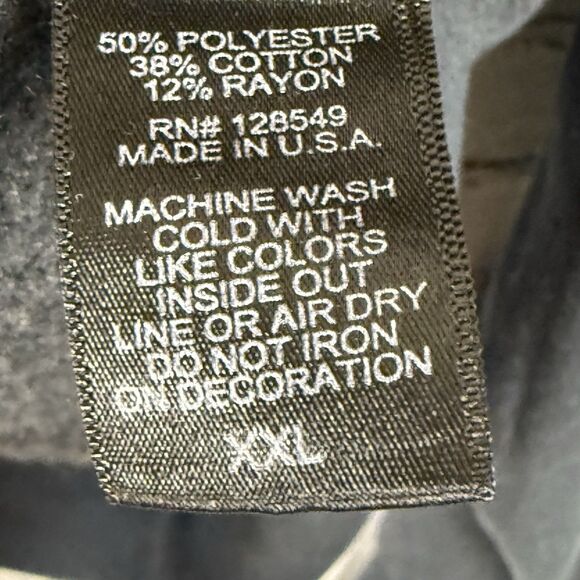 50% POLYESTER
38% COTTON
12% RAYON
RN# 128549
MADE IN U.S.A.
MACHINE WASH
COLD WITH
LIKE COLORS
INSIDE OUT
LINE OR AIR DRY
DO NOT IRON
ON DECORATION
XXL